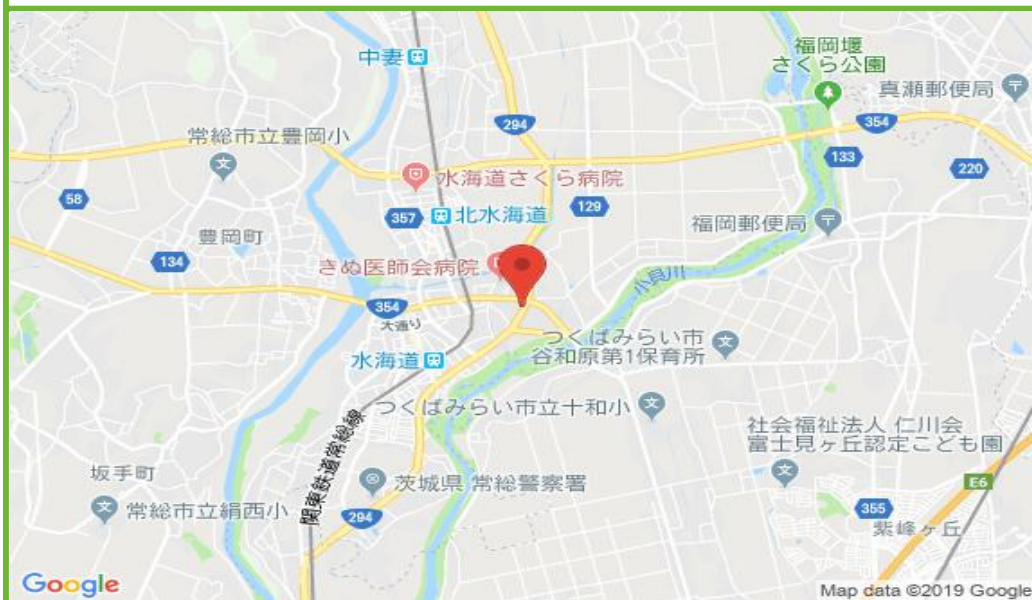 福岡堰
さくら公園
中妻
真瀬郵便局
294
354
常総市立豊岡小
133
水海道さくら病院
220
58
357
北水海道
129
福岡郵便局
豊岡町
134
きぬ医師会病院
小貝川
354
大通り
つくばみらい市
谷和原第1保育所
水海道
つくばみらい市立十和小
社会福祉法人 仁川会
富士見ヶ丘認定こども園
関東鉄道常総線
坂手町
茨城県 常総警察署
E6
常総市立絹西小
294
355
紫峰ヶ丘
Google
Map data ©2019 Google